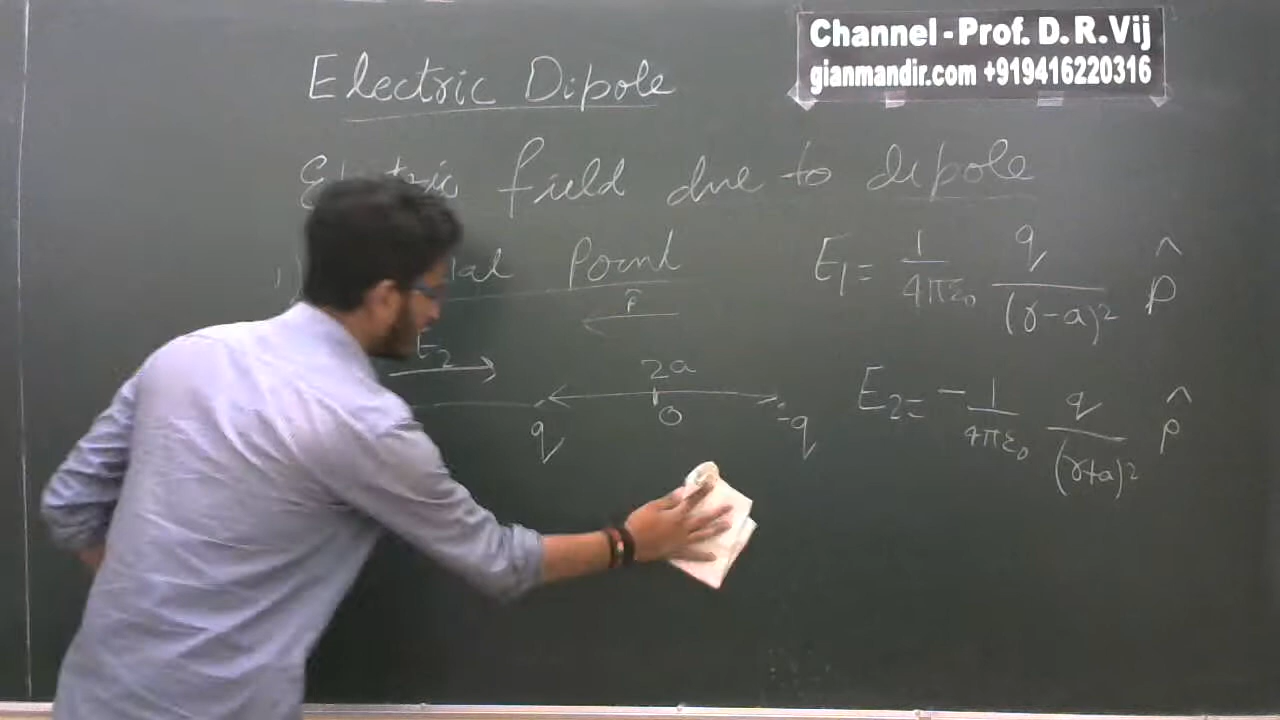 Channel - Prof. D. R. Vij
gianmandir.com +919416220316
Electric Dipole
Electric field due to dipole
1) Point
p̂
E₂
2a
O
q
-q
E₁ = 1/4πε₀ q/(r-a)² p̂
E₂ = -1/4πε₀ q/(r+a)² p̂